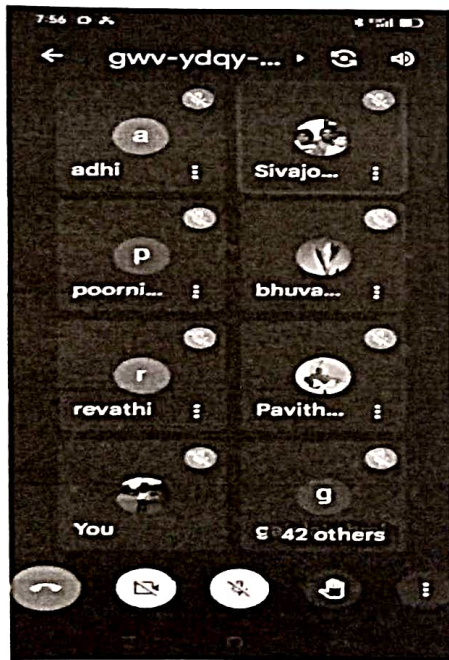 7:56
gwv-ydqy-...
a
adhi
Sivajo...
p
poorni...
bhuva...
r
revathi
Pavith...
You
g
42 others